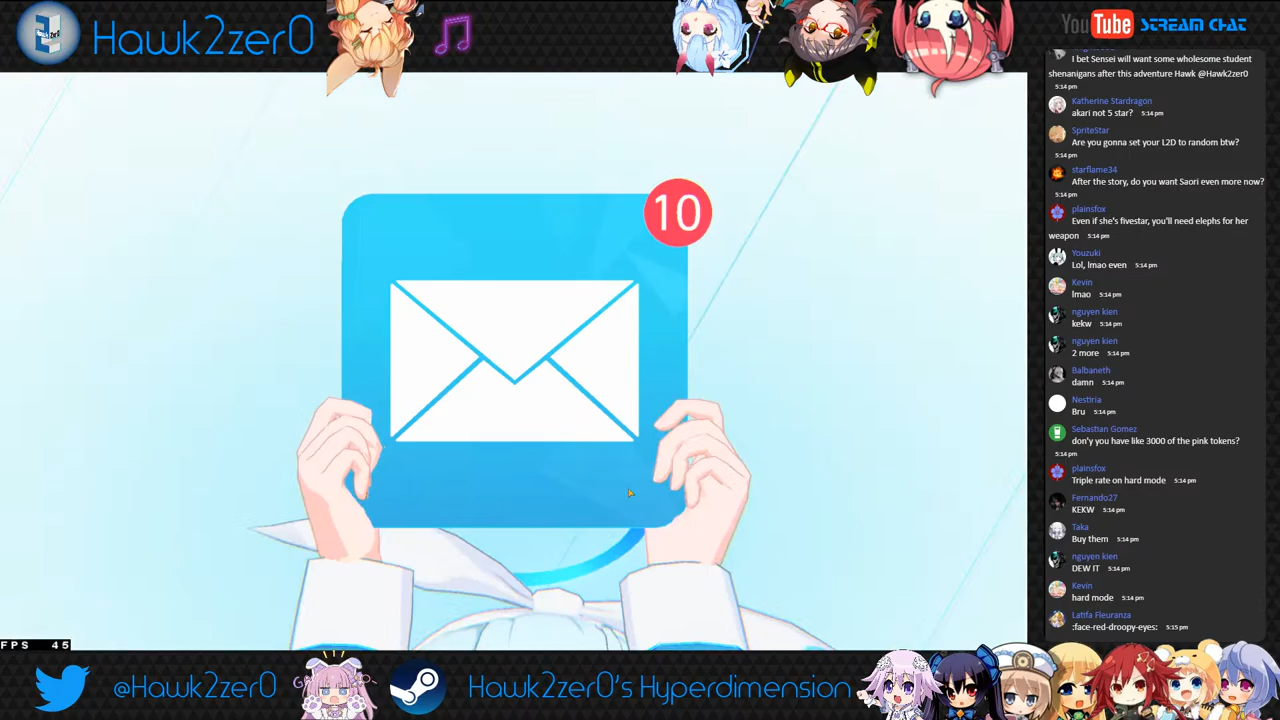 Hawk2zer0
You Tube STREAM CHAT
I bet Sensei will want some wholesome student
shenanigans after this adventure Hawk @Hawk2zer0
5:14 pm
Katherine Stardragon
akari not 5 star? 5:14 pm
SpriteStar
Are you gonna set your L2D to random btw?
5:14 pm
starflame34
After the story, do you want Saori even more now?
5:14 pm
plainsfox
Even if she's fivestar, you'll need elephs for her
weapon 5:14 pm
Youzuki
Lol, lmao even 5:14 pm
Kevin
lmao 5:14 pm
nguyen kien
kekw 5:14 pm
nguyen kien
2 more 5:14 pm
Balbaneth
damn 5:14 pm
Nestiria
Bru 5:14 pm
Sebastian Gomez
don'y you have like 3000 of the pink tokens?
5:14 pm
plainsfox
Triple rate on hard mode 5:14 pm
Fernando27
KEKW 5:14 pm
Taka
Buy them 5:14 pm
nguyen kien
DEW IT 5:14 pm
Kevin
hard mode 5:14 pm
Latifa Fleuranza
:face-red-droopy-eyes: 5:15 pm
10
FPS 45
@Hawk2zer0
Hawk2zer0's Hyperdimension